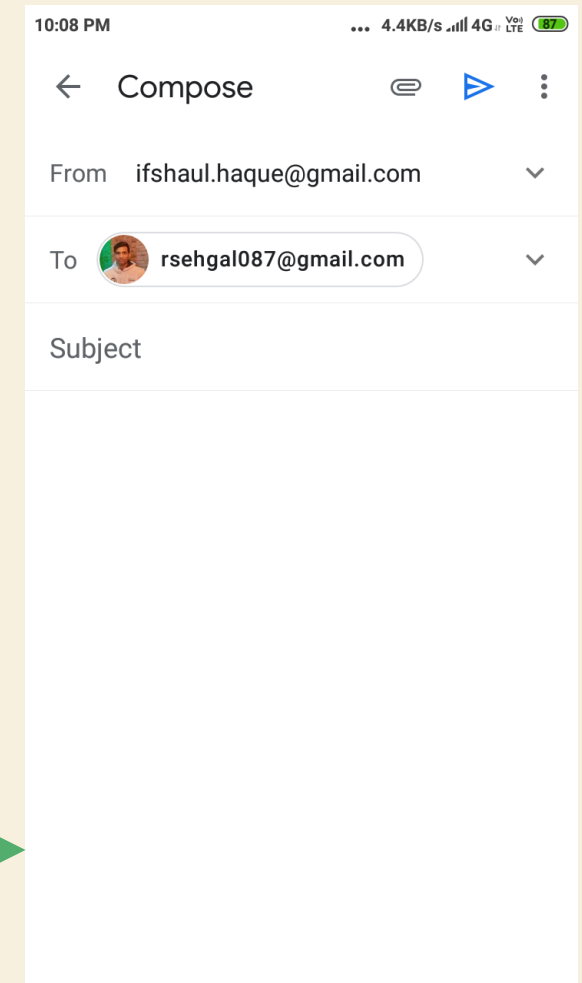 10:08 PM ... 4.4KB/s 4G Vo) LTE 87
Compose
From ifshaul.haque@gmail.com
To rsehgal087@gmail.com
Subject